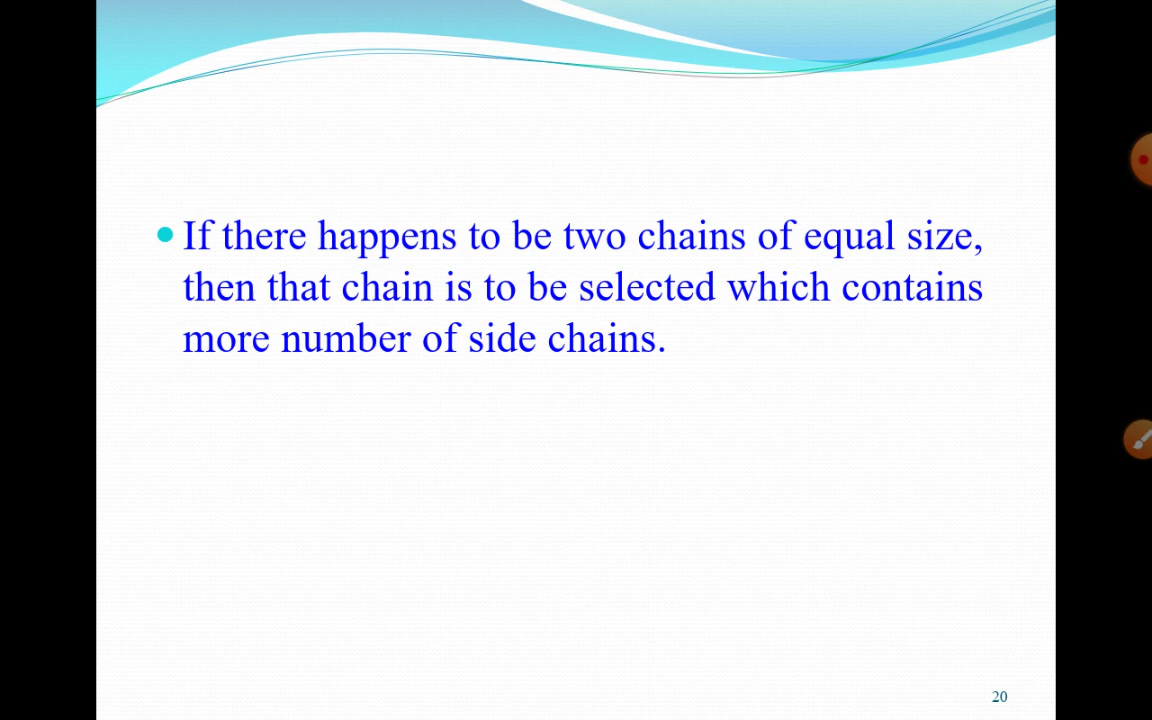 If there happens to be two chains of equal size,
then that chain is to be selected which contains
more number of side chains.
20